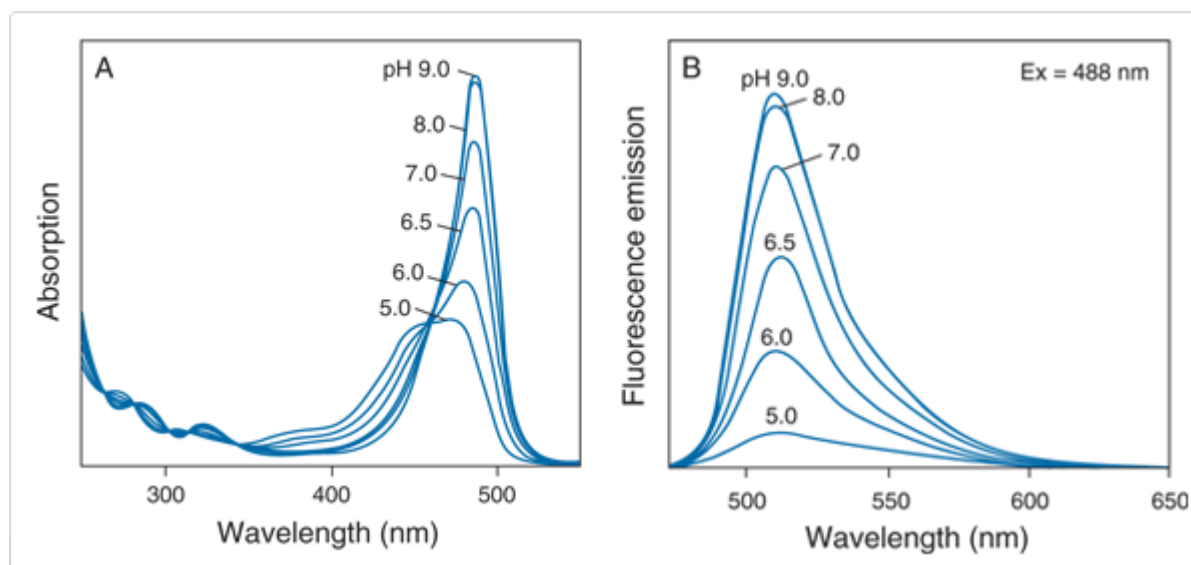 A
pH 9.0
8.0
7.0
6.5
6.0
5.0
Absorption
300
400
500
Wavelength (nm)
B
Ex = 488 nm
pH 9.0
8.0
7.0
6.5
6.0
5.0
Fluorescence emission
500
550
600
650
Wavelength (nm)